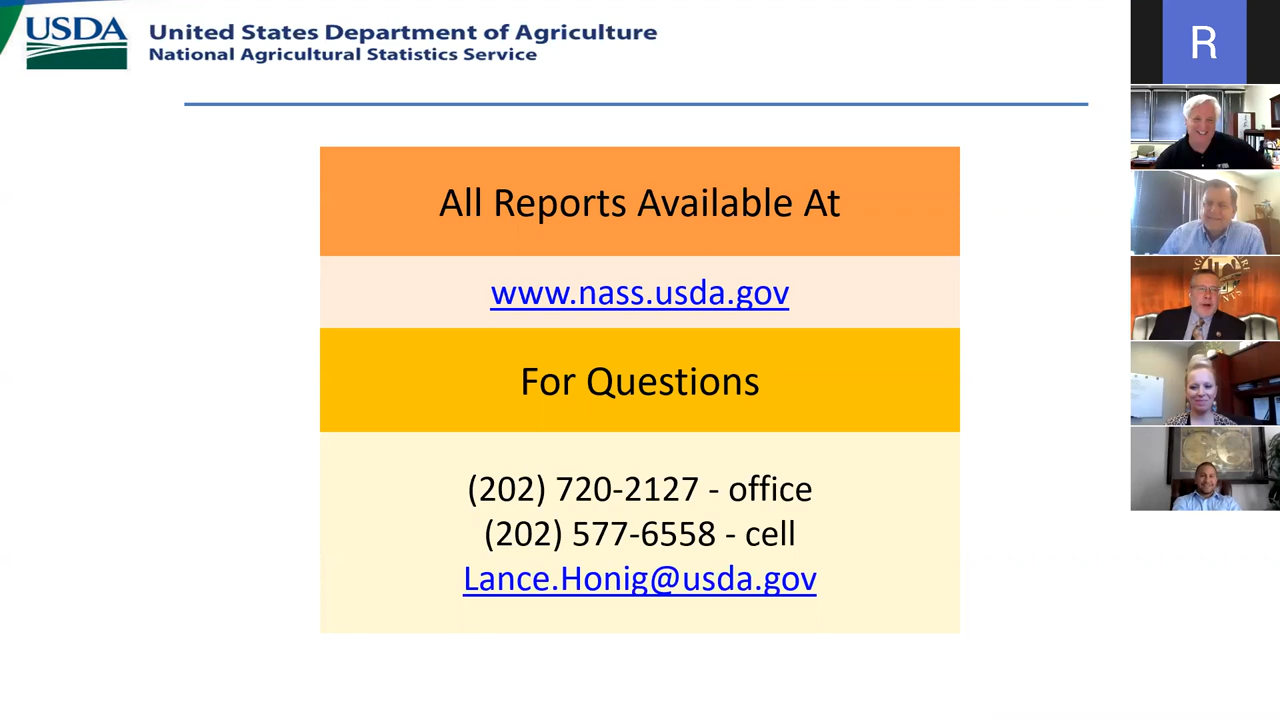 USDA
United States Department of Agriculture
National Agricultural Statistics Service
R
All Reports Available At
www.nass.usda.gov
For Questions
(202) 720-2127 - office
(202) 577-6558 - cell
Lance.Honig@usda.gov